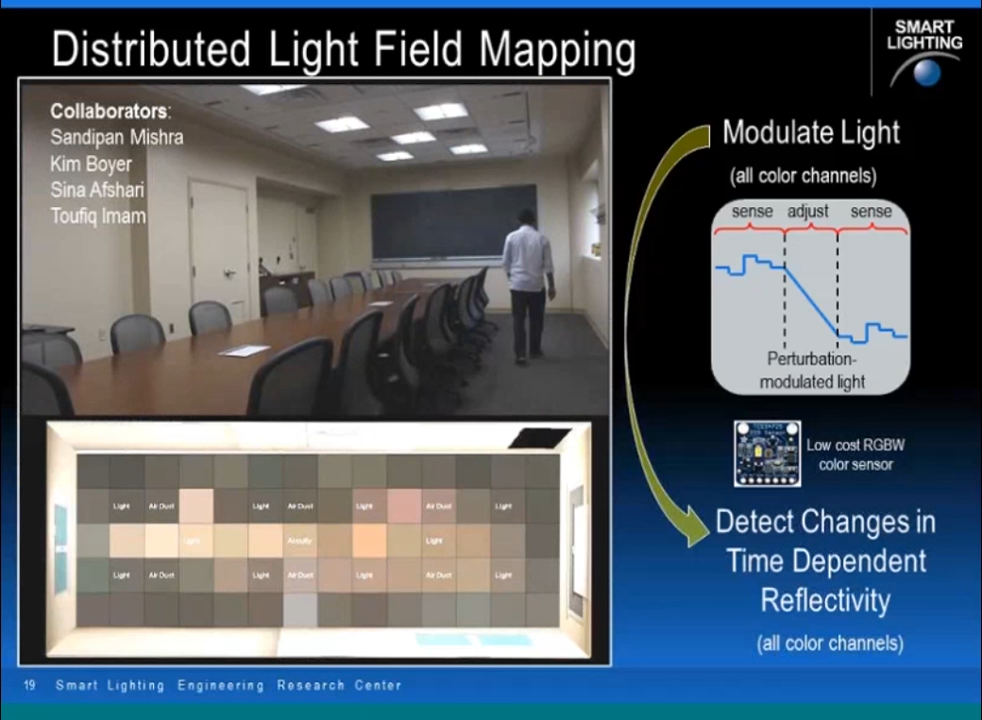 Distributed Light Field Mapping
SMART
LIGHTING
Collaborators:
Sandipan Mishra
Kim Boyer
Sina Afshari
Toufiq Imam
Modulate Light
(all color channels)
sense adjust sense
Perturbation-
modulated light
Low cost RGBW
color sensor
Detect Changes in
Time Dependent
Reflectivity
(all color channels)
Light Air Duct Light Air Duct Light Air Duct Light
Light Acuity Light
Light Air Duct Light Air Duct Light Air Duct Light
19 Smart Lighting Engineering Research Center